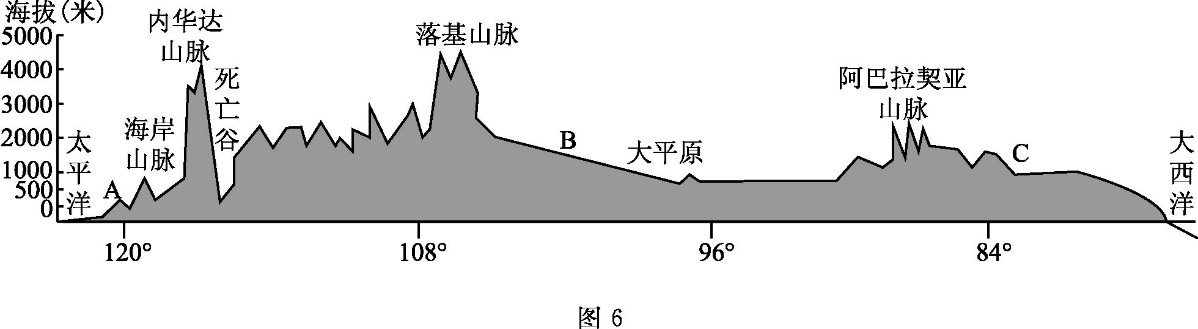 海拔(米)
5000
4000
3000
2000
1000
500
0
太平洋
A
海岸
山脉
内华达
山脉
死亡谷
落基山脉
B
大平原
阿巴拉契亚
山脉
C
大西洋
120°
108°
96°
84°
图 6